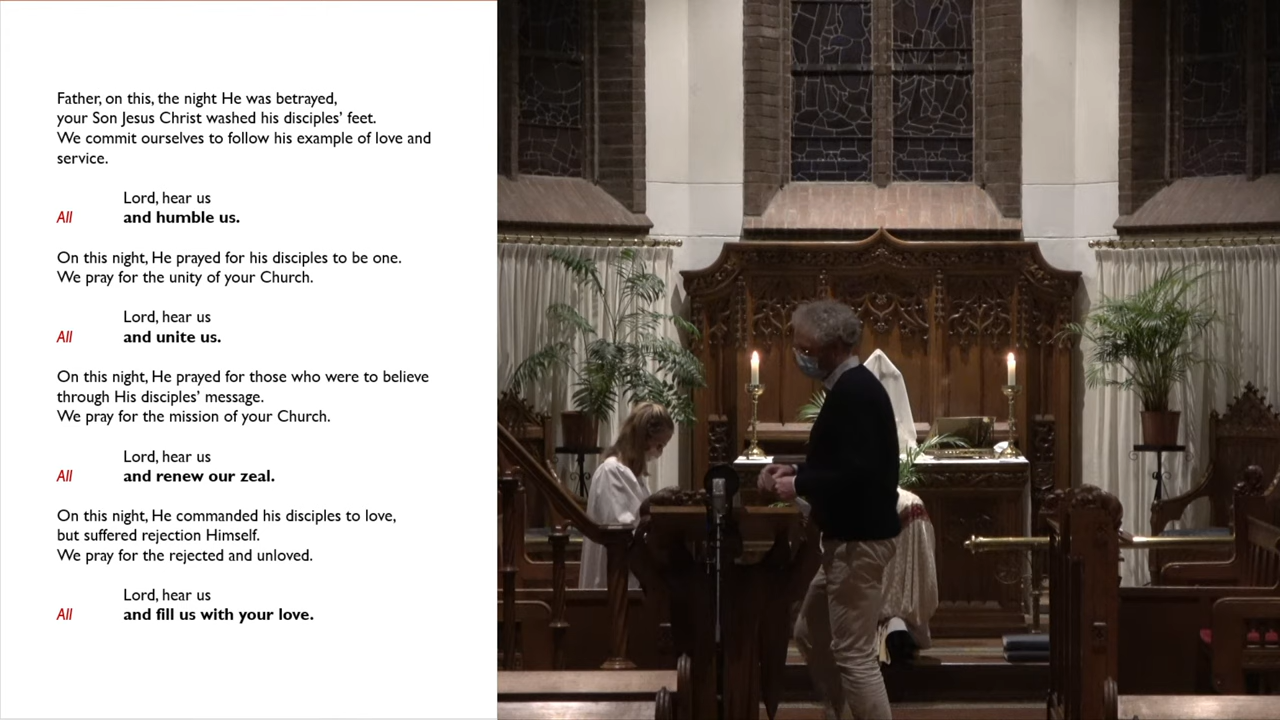 Father, on this, the night He was betrayed,
your Son Jesus Christ washed his disciples’ feet.
We commit ourselves to follow his example of love and
service.
Lord, hear us
All and humble us.
On this night, He prayed for his disciples to be one.
We pray for the unity of your Church.
Lord, hear us
All and unite us.
On this night, He prayed for those who were to believe
through His disciples’ message.
We pray for the mission of your Church.
Lord, hear us
All and renew our zeal.
On this night, He commanded his disciples to love,
but suffered rejection Himself.
We pray for the rejected and unloved.
Lord, hear us
All and fill us with your love.